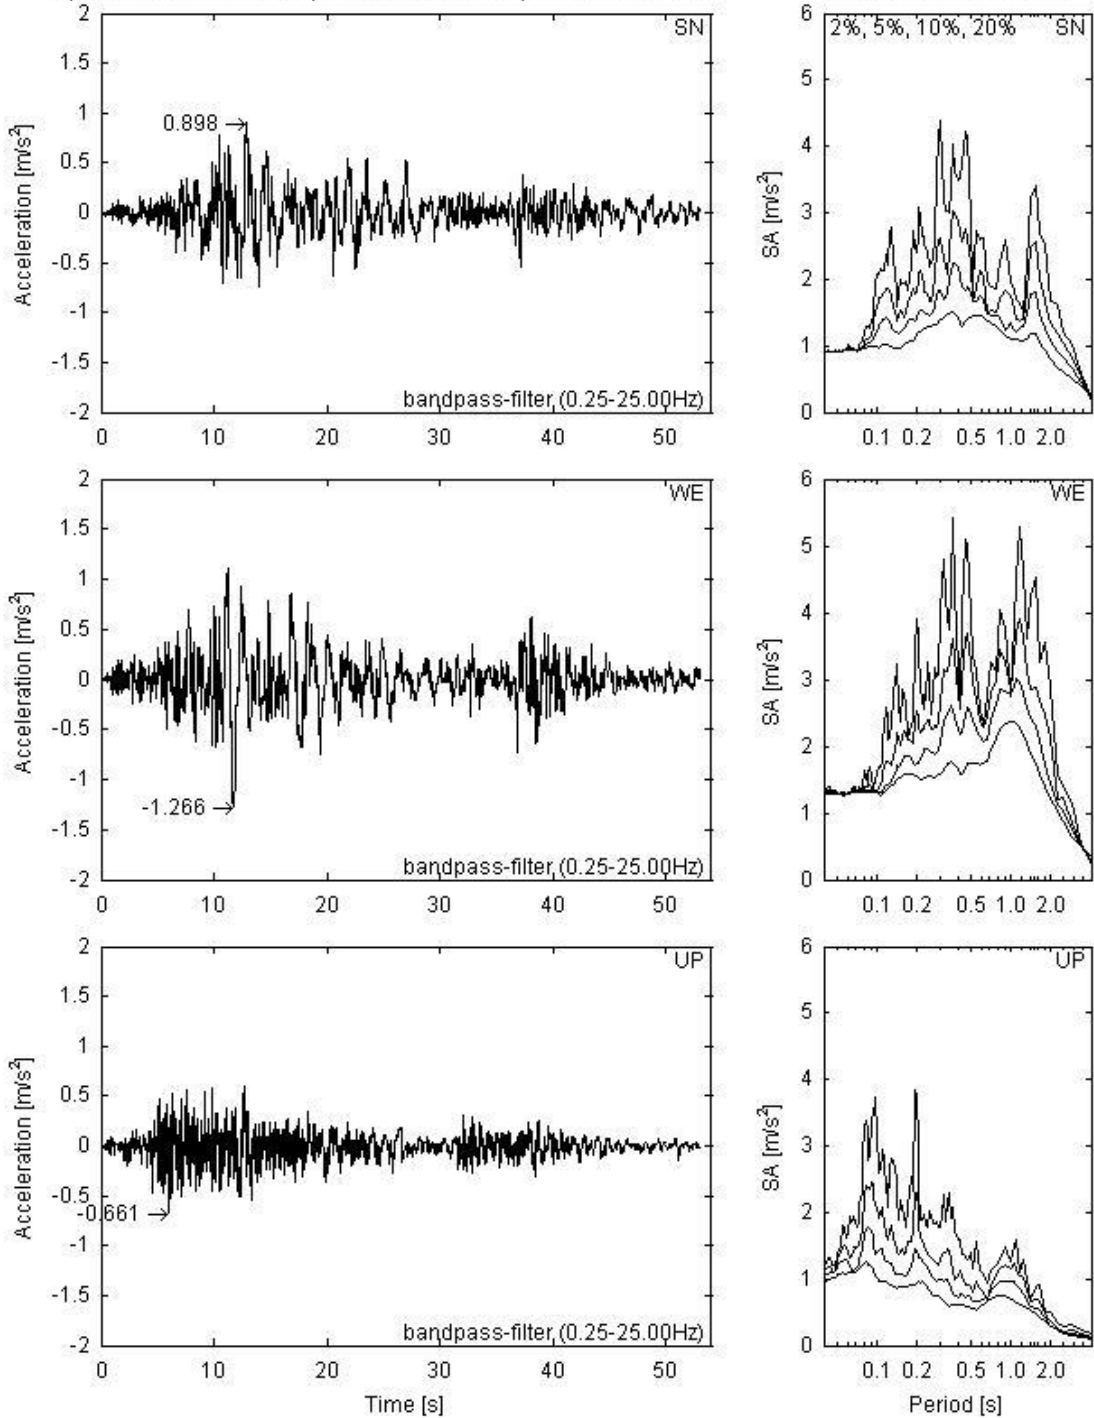 2
1.5
1
0.5
0
-0.5
-1
-1.5
-2
Acceleration [m/s²]
SN
0.898
bandpass-filter (0.25-25.00Hz)
0 10 20 30 40 50
6
5
4
3
2
1
0
SA [m/s²]
2%, 5%, 10%, 20% SN
0.1 0.2 0.5 1.0 2.0
2
1.5
1
0.5
0
-0.5
-1
-1.5
-2
Acceleration [m/s²]
WE
-1.266
bandpass-filter (0.25-25.00Hz)
0 10 20 30 40 50
6
5
4
3
2
1
0
SA [m/s²]
WE
0.1 0.2 0.5 1.0 2.0
2
1.5
1
0.5
0
-0.5
-1
-1.5
-2
Acceleration [m/s²]
UP
-0.661
bandpass-filter (0.25-25.00Hz)
0 10 20 30 40 50
Time [s]
6
5
4
3
2
1
0
SA [m/s²]
UP
0.1 0.2 0.5 1.0 2.0
Period [s]